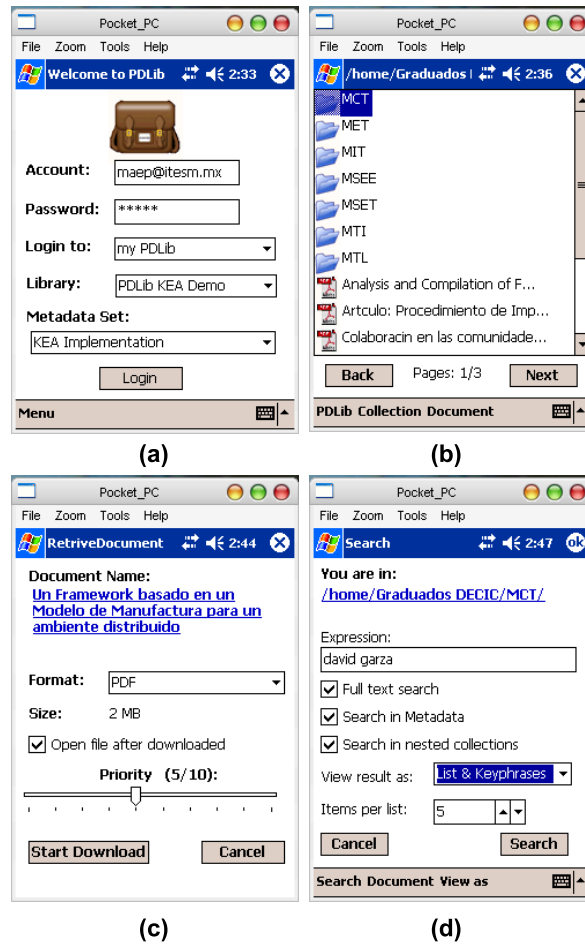 Pocket_PC
File Zoom Tools Help
Welcome to PDLib 2:33
Account: maep@itesm.mx
Password: *****
Login to: my PDLib
Library: PDLib KEA Demo
Metadata Set:
KEA Implementation
Login
Menu
(a)
Pocket_PC
File Zoom Tools Help
/home/Graduados 2:36
MCT
MET
MIT
MSEE
MSET
MTI
MTL
Analysis and Compilation of F...
Artculo: Procedimiento de Imp...
Colaboracin en las comunidade...
Back Pages: 1/3 Next
PDLib Collection Document
(b)
Pocket_PC
File Zoom Tools Help
RetriveDocument 2:44
Document Name:
Un Framework basado en un
Modelo de Manufactura para un
ambiente distribuido
Format: PDF
Size: 2 MB
Open file after downloaded
Priority (5/10):
Start Download Cancel
(c)
Pocket_PC
File Zoom Tools Help
Search 2:47 ok
You are in:
/home/Graduados DECIC/MCT/
Expression:
david garza
Full text search
Search in Metadata
Search in nested collections
View result as: List & Keyphrases
Items per list: 5
Cancel Search
Search Document View as
(d)